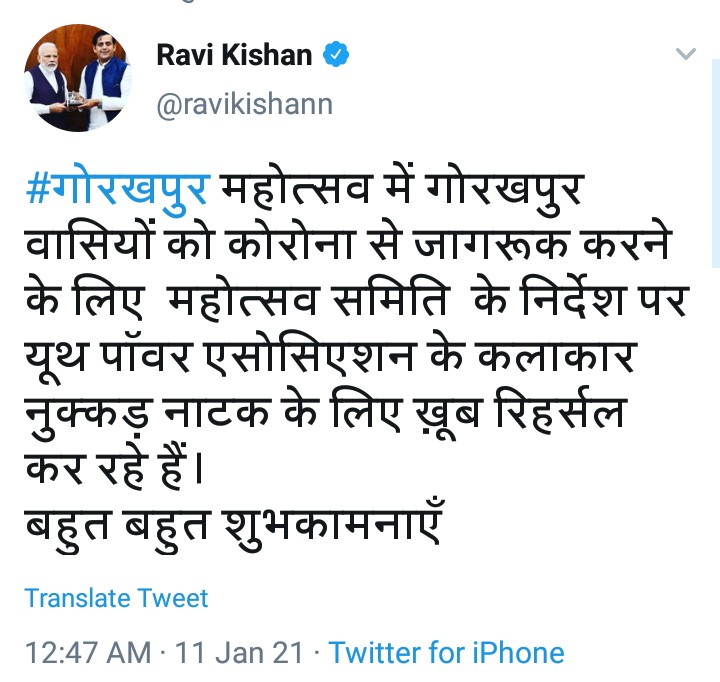 Ravi Kishan
@ravikishann
#गोरखपुर महोत्सव में गोरखपुर
वासियों को कोरोना से जागरूक करने
के लिए  महोत्सव समिति  के निर्देश पर
यूथ पॉवर एसोसिएशन के कलाकार
नुक्कड़ नाटक के लिए ख़ूब रिहर्सल
कर रहे हैं।
बहुत बहुत शुभकामनाएँ
Translate Tweet
12:47 AM · 11 Jan 21 · Twitter for iPhone